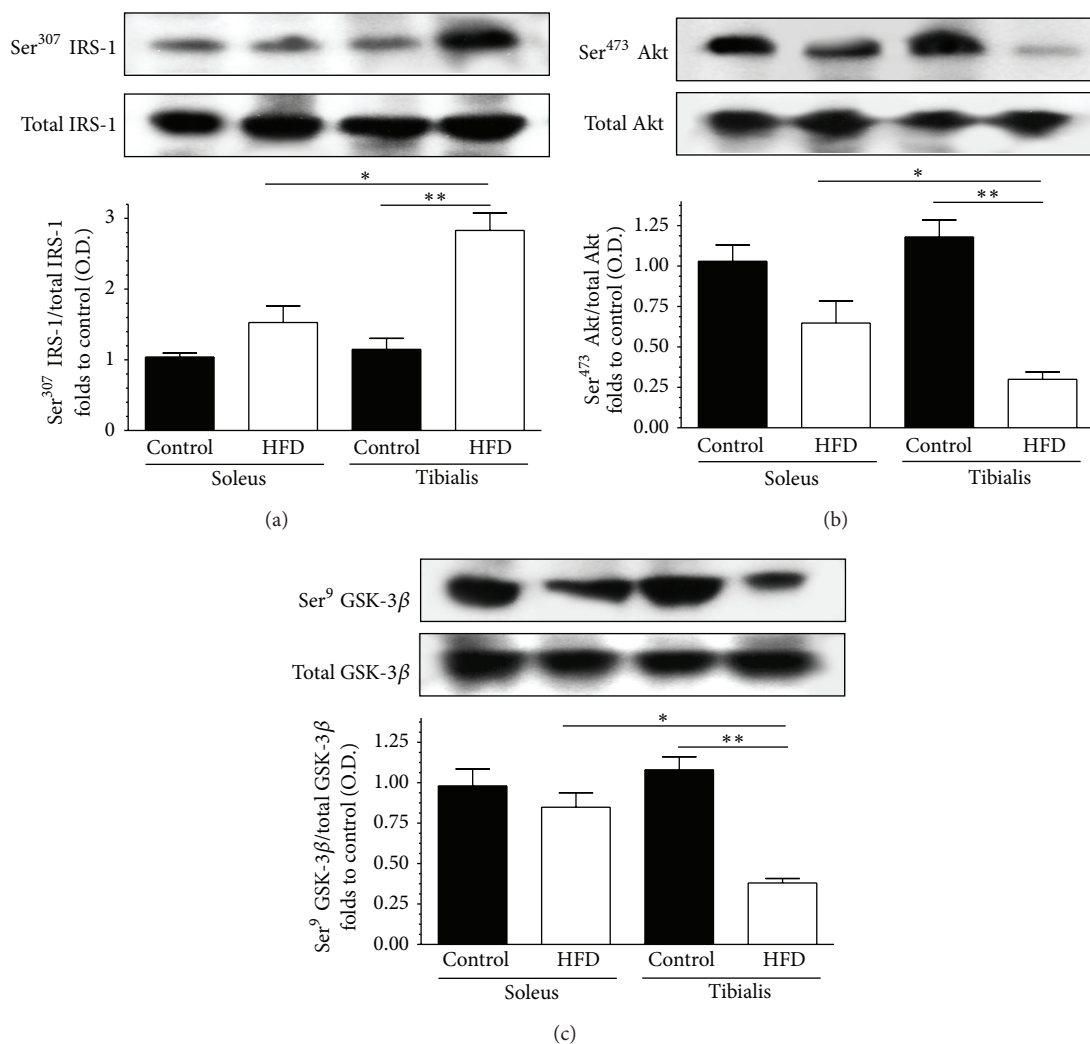 Ser³⁰⁷ IRS-1
Total IRS-1
*
**
Ser³⁰⁷ IRS-1/total IRS-1
folds to control (O.D.)
3
2
1
0
Control HFD Control HFD
Soleus Tibialis
(a)
Ser⁴⁷³ Akt
Total Akt
*
**
Ser⁴⁷³ Akt/total Akt
folds to control (O.D.)
1.25
1.00
0.75
0.50
0.25
0.00
Control HFD Control HFD
Soleus Tibialis
(b)
Ser⁹ GSK-3β
Total GSK-3β
*
**
Ser⁹ GSK-3β/total GSK-3β
folds to control (O.D.)
1.25
1.00
0.75
0.50
0.25
0.00
Control HFD Control HFD
Soleus Tibialis
(c)